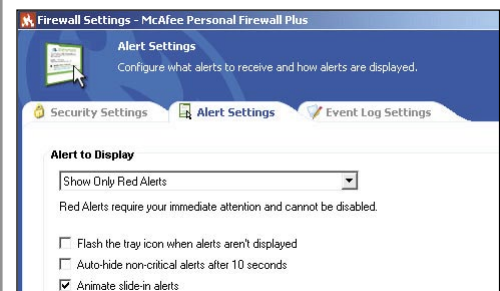 Firewall Settings - McAfee Personal Firewall Plus
Alert Settings
Configure what alerts to receive and how alerts are displayed.
Security Settings
Alert Settings
Event Log Settings
Alert to Display
Show Only Red Alerts
Red Alerts require your immediate attention and cannot be disabled.
Flash the tray icon when alerts aren't displayed
Auto-hide non-critical alerts after 10 seconds
Animate slide-in alerts